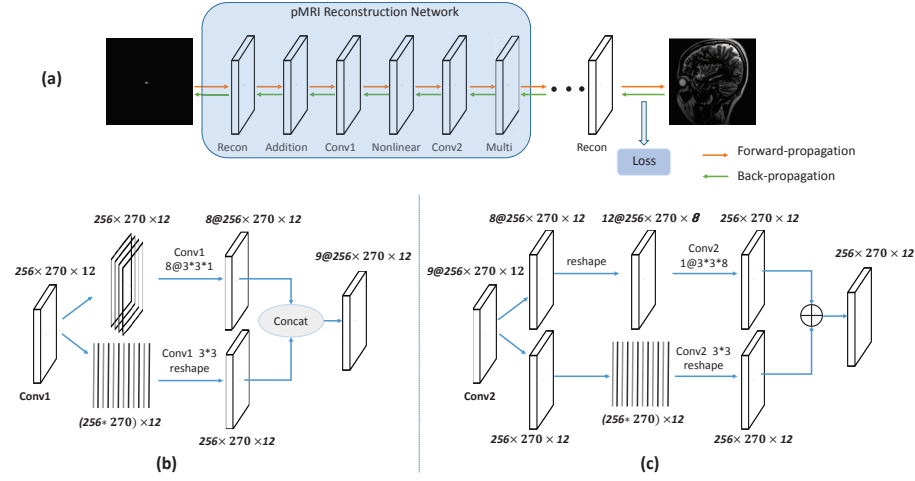 pMRI Reconstruction Network
(a)
Recon
Addition
Conv1
Nonlinear
Conv2
Multi
Recon
Loss
Forward-propagation
Back-propagation
256× 270 ×12
8@256× 270 × 12
Conv1
8@3*3*1
256× 270 × 12
9@256× 270 × 12
Concat
Conv1 3*3
reshape
Conv1
(256* 270) ×12
256× 270 ×12
(b)
8@256× 270 × 12
12@256× 270 × 8
256× 270 × 12
reshape
Conv2
1@3*3*8
9@256× 270 × 12
256× 270 × 12
Conv2 3*3
reshape
Conv2
256× 270 ×12
(256* 270) ×12
256× 270 ×12
(c)